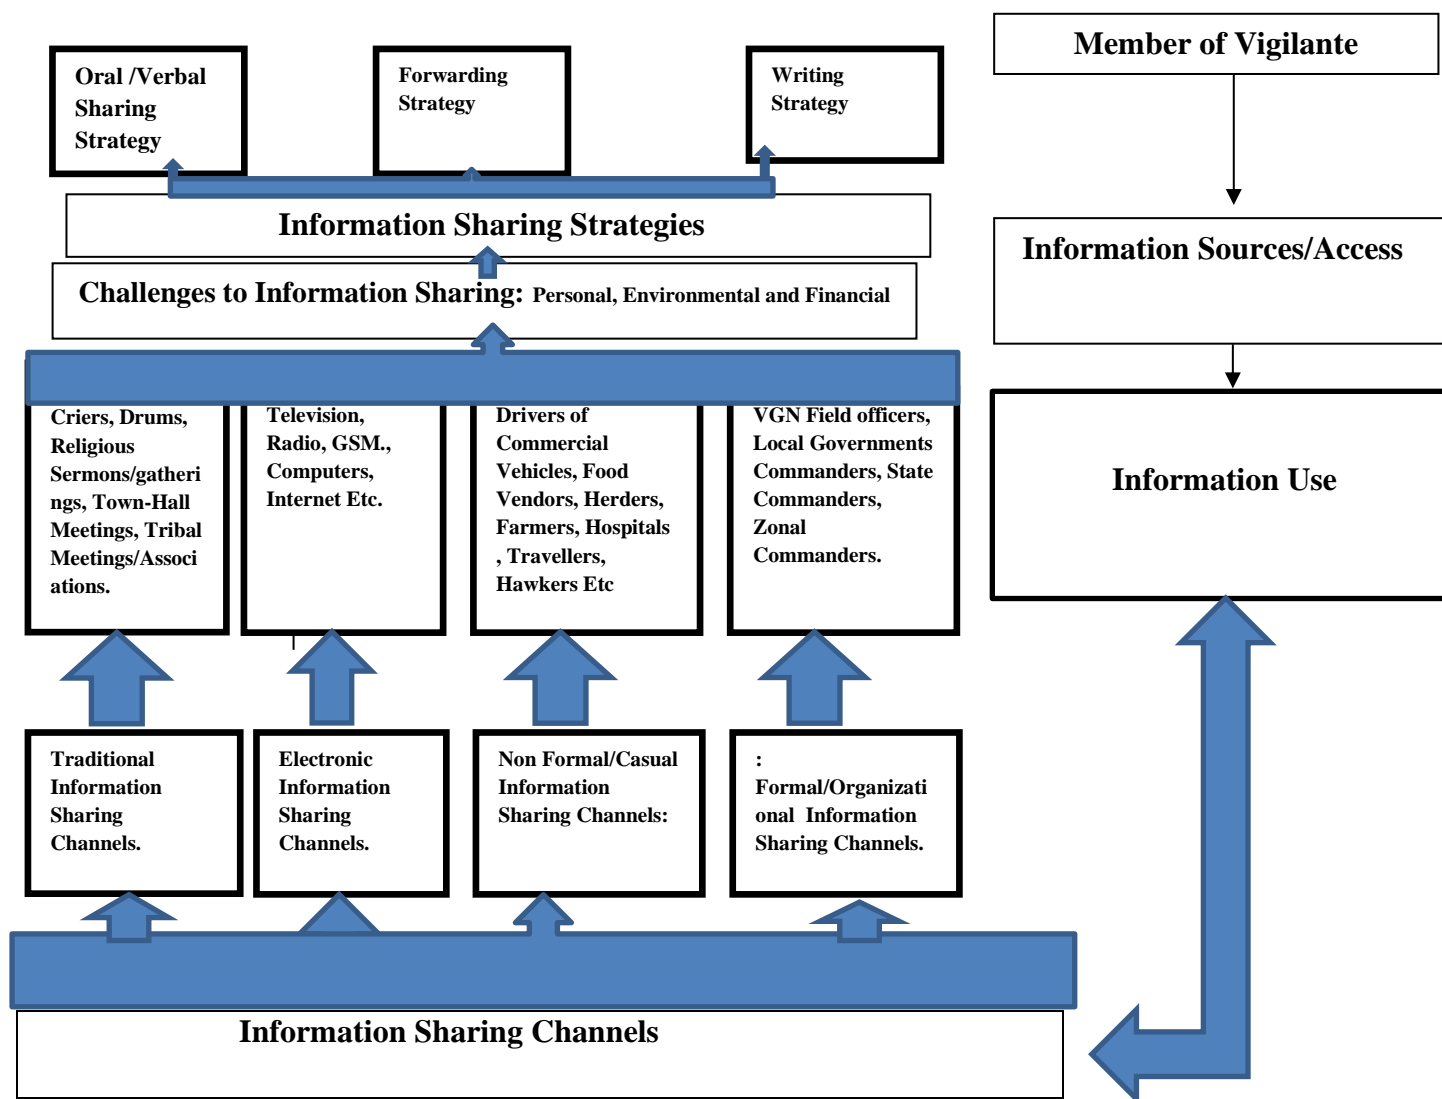 Oral /Verbal
Sharing
Strategy
Forwarding
Strategy
Writing
Strategy
Member of Vigilante
Information Sharing Strategies
Information Sources/Access
Challenges to Information Sharing: Personal, Environmental and Financial
Criers, Drums,
Religious
Sermons/gatheri
ngs, Town-Hall
Meetings, Tribal
Meetings/Associ
ations.
Television,
Radio, GSM.,
Computers,
Internet Etc.
Drivers of
Commercial
Vehicles, Food
Vendors, Herders,
Farmers, Hospitals
, Travellers,
Hawkers Etc
VGN Field officers,
Local Governments
Commanders, State
Commanders,
Zonal
Commanders.
Information Use
Traditional
Information
Sharing
Channels.
Electronic
Information
Sharing
Channels.
Non Formal/Casual
Information
Sharing Channels:
:
Formal/Organizati
onal Information
Sharing Channels.
Information Sharing Channels